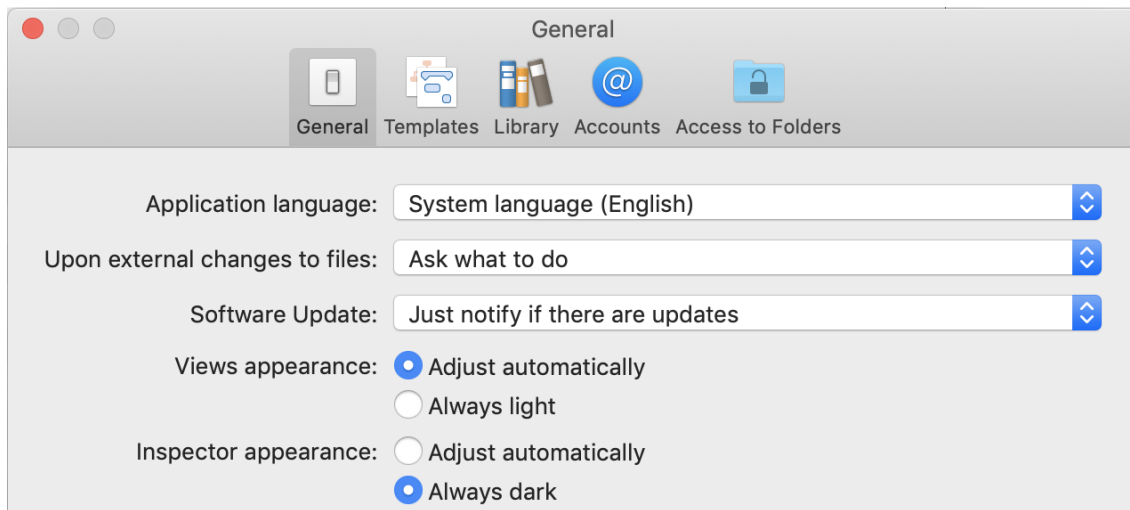 General
General Templates Library Accounts Access to Folders
Application language: System language (English)
Upon external changes to files: Ask what to do
Software Update: Just notify if there are updates
Views appearance: Adjust automatically
Always light
Inspector appearance: Adjust automatically
Always dark